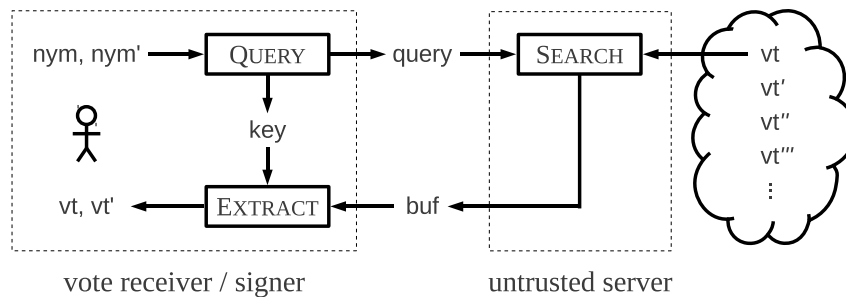 nym, nym'
QUERY
query
SEARCH
vt
vt'
vt''
vt'''
⋮
key
vt, vt'
EXTRACT
buf
vote receiver / signer
untrusted server